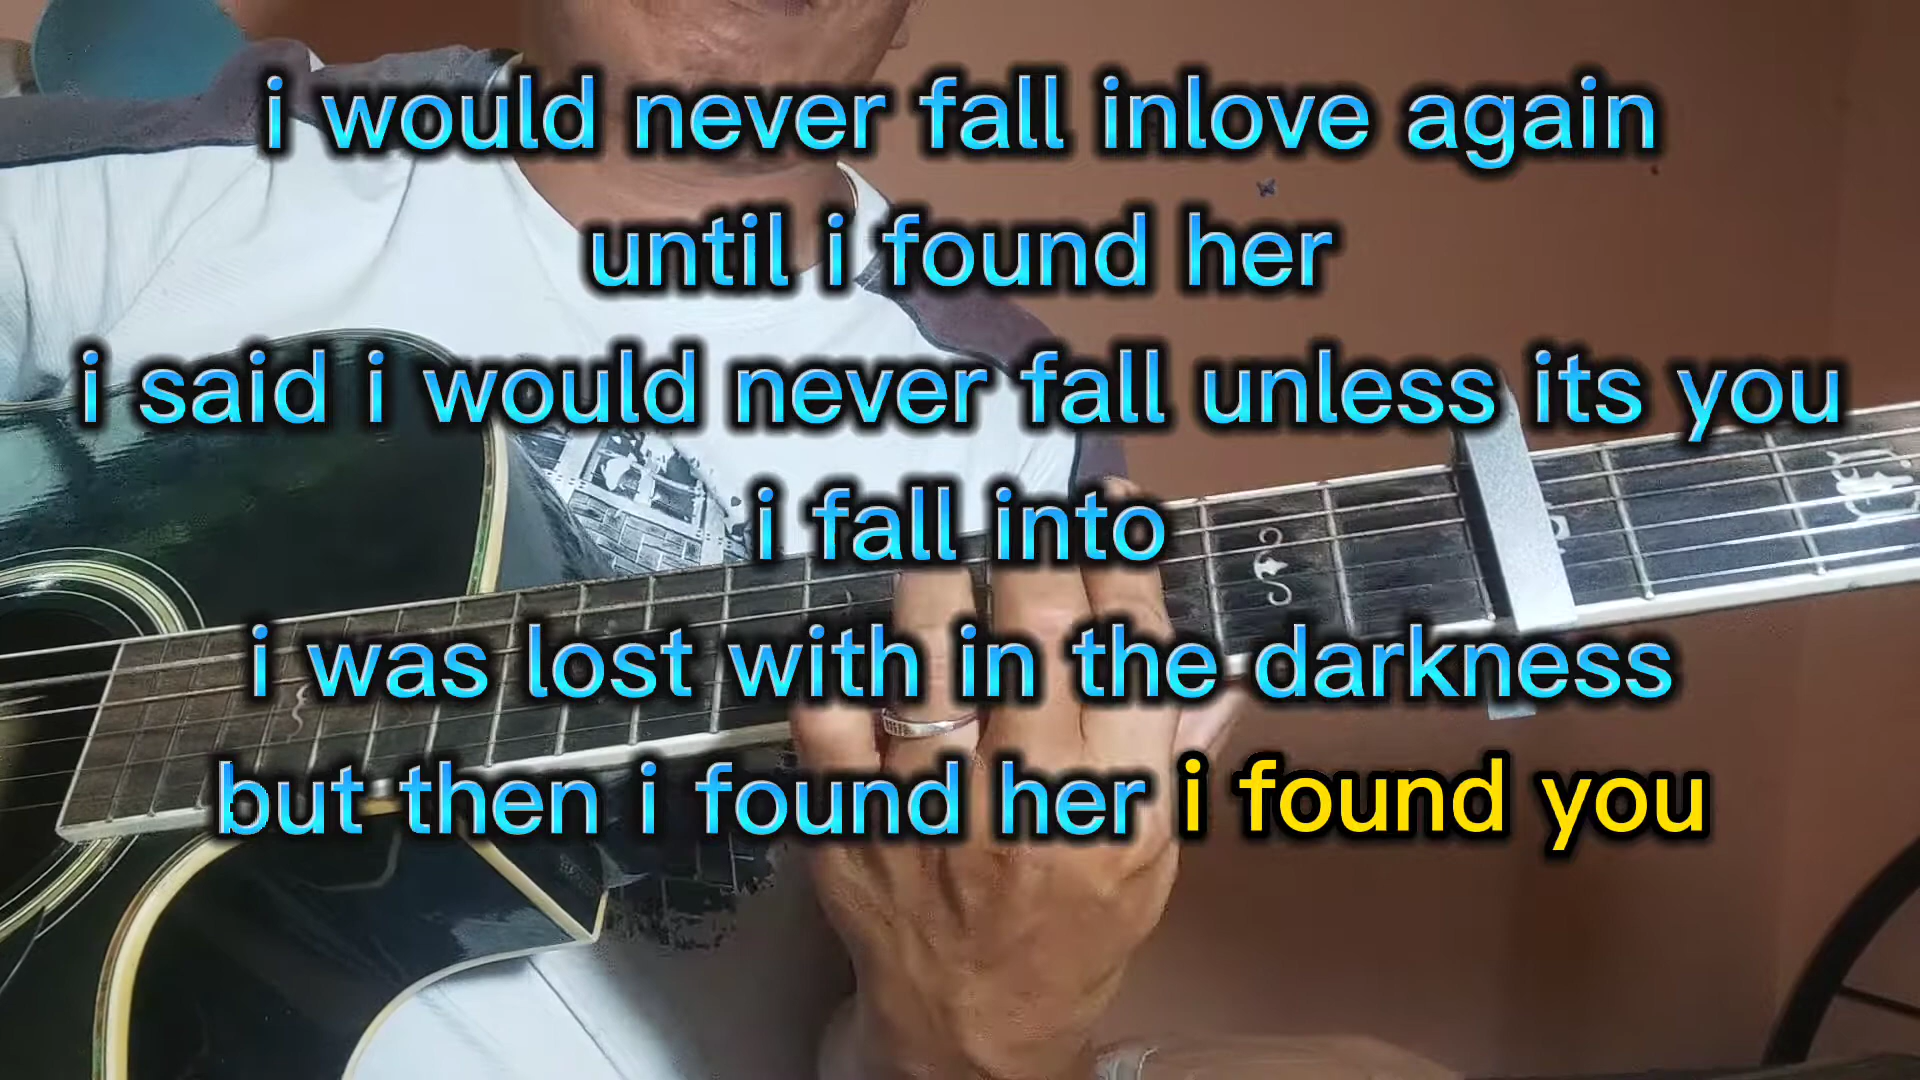 i would never fall inlove again
until i found her
i said i would never fall unless its you
i fall into
i was lost with in the darkness
but then i found her i found you